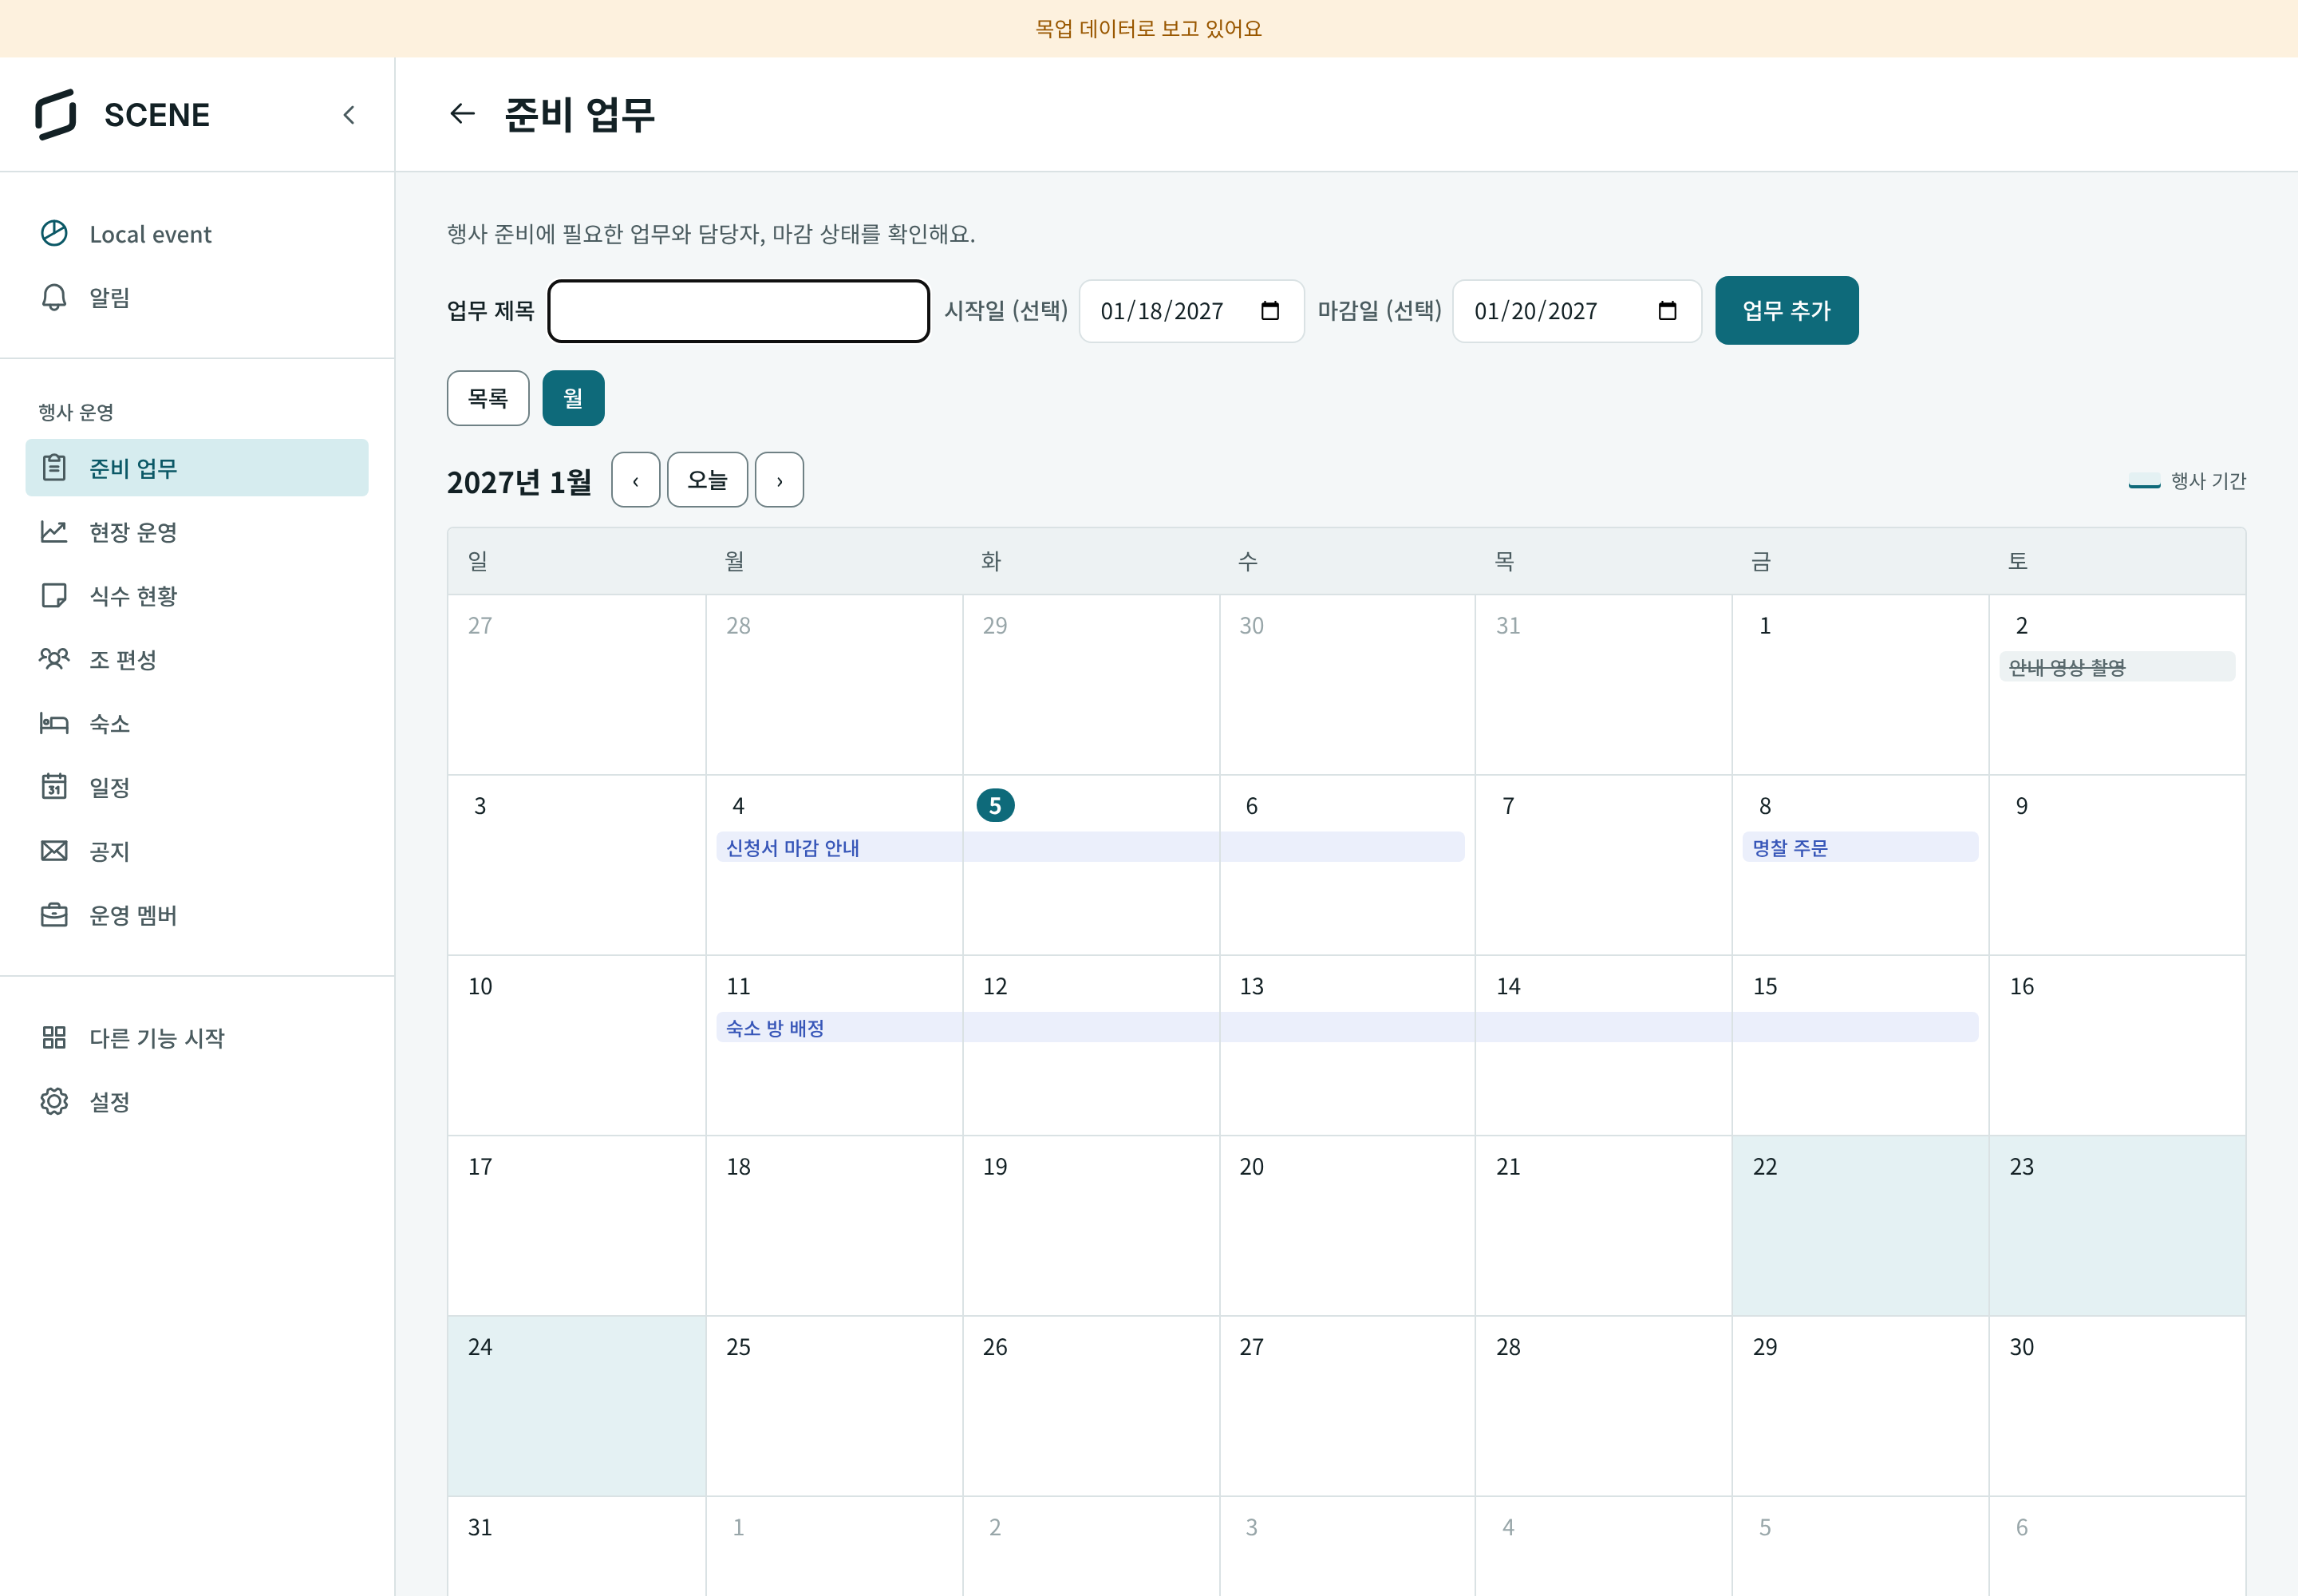 목업 데이터로 보고 있어요
SCENE
준비 업무
Local event
알림
행사 운영
준비 업무
현장 운영
식수 현황
조 편성
숙소
일정
공지
운영 멤버
다른 기능 시작
설정
행사 준비에 필요한 업무와 담당자, 마감 상태를 확인해요.
업무 제목 시작일 (선택) 01/18/2027 마감일 (선택) 01/20/2027 업무 추가
목록 월
2027년 1월 ‹ 오늘 › 행사 기간
일 월 화 수 목 금 토
27 28 29 30 31 1 2
안내 영상 촬영
3 4 5 6 7 8 9
신청서 마감 안내 명찰 주문
10 11 12 13 14 15 16
숙소 방 배정
17 18 19 20 21 22 23
24 25 26 27 28 29 30
31 1 2 3 4 5 6